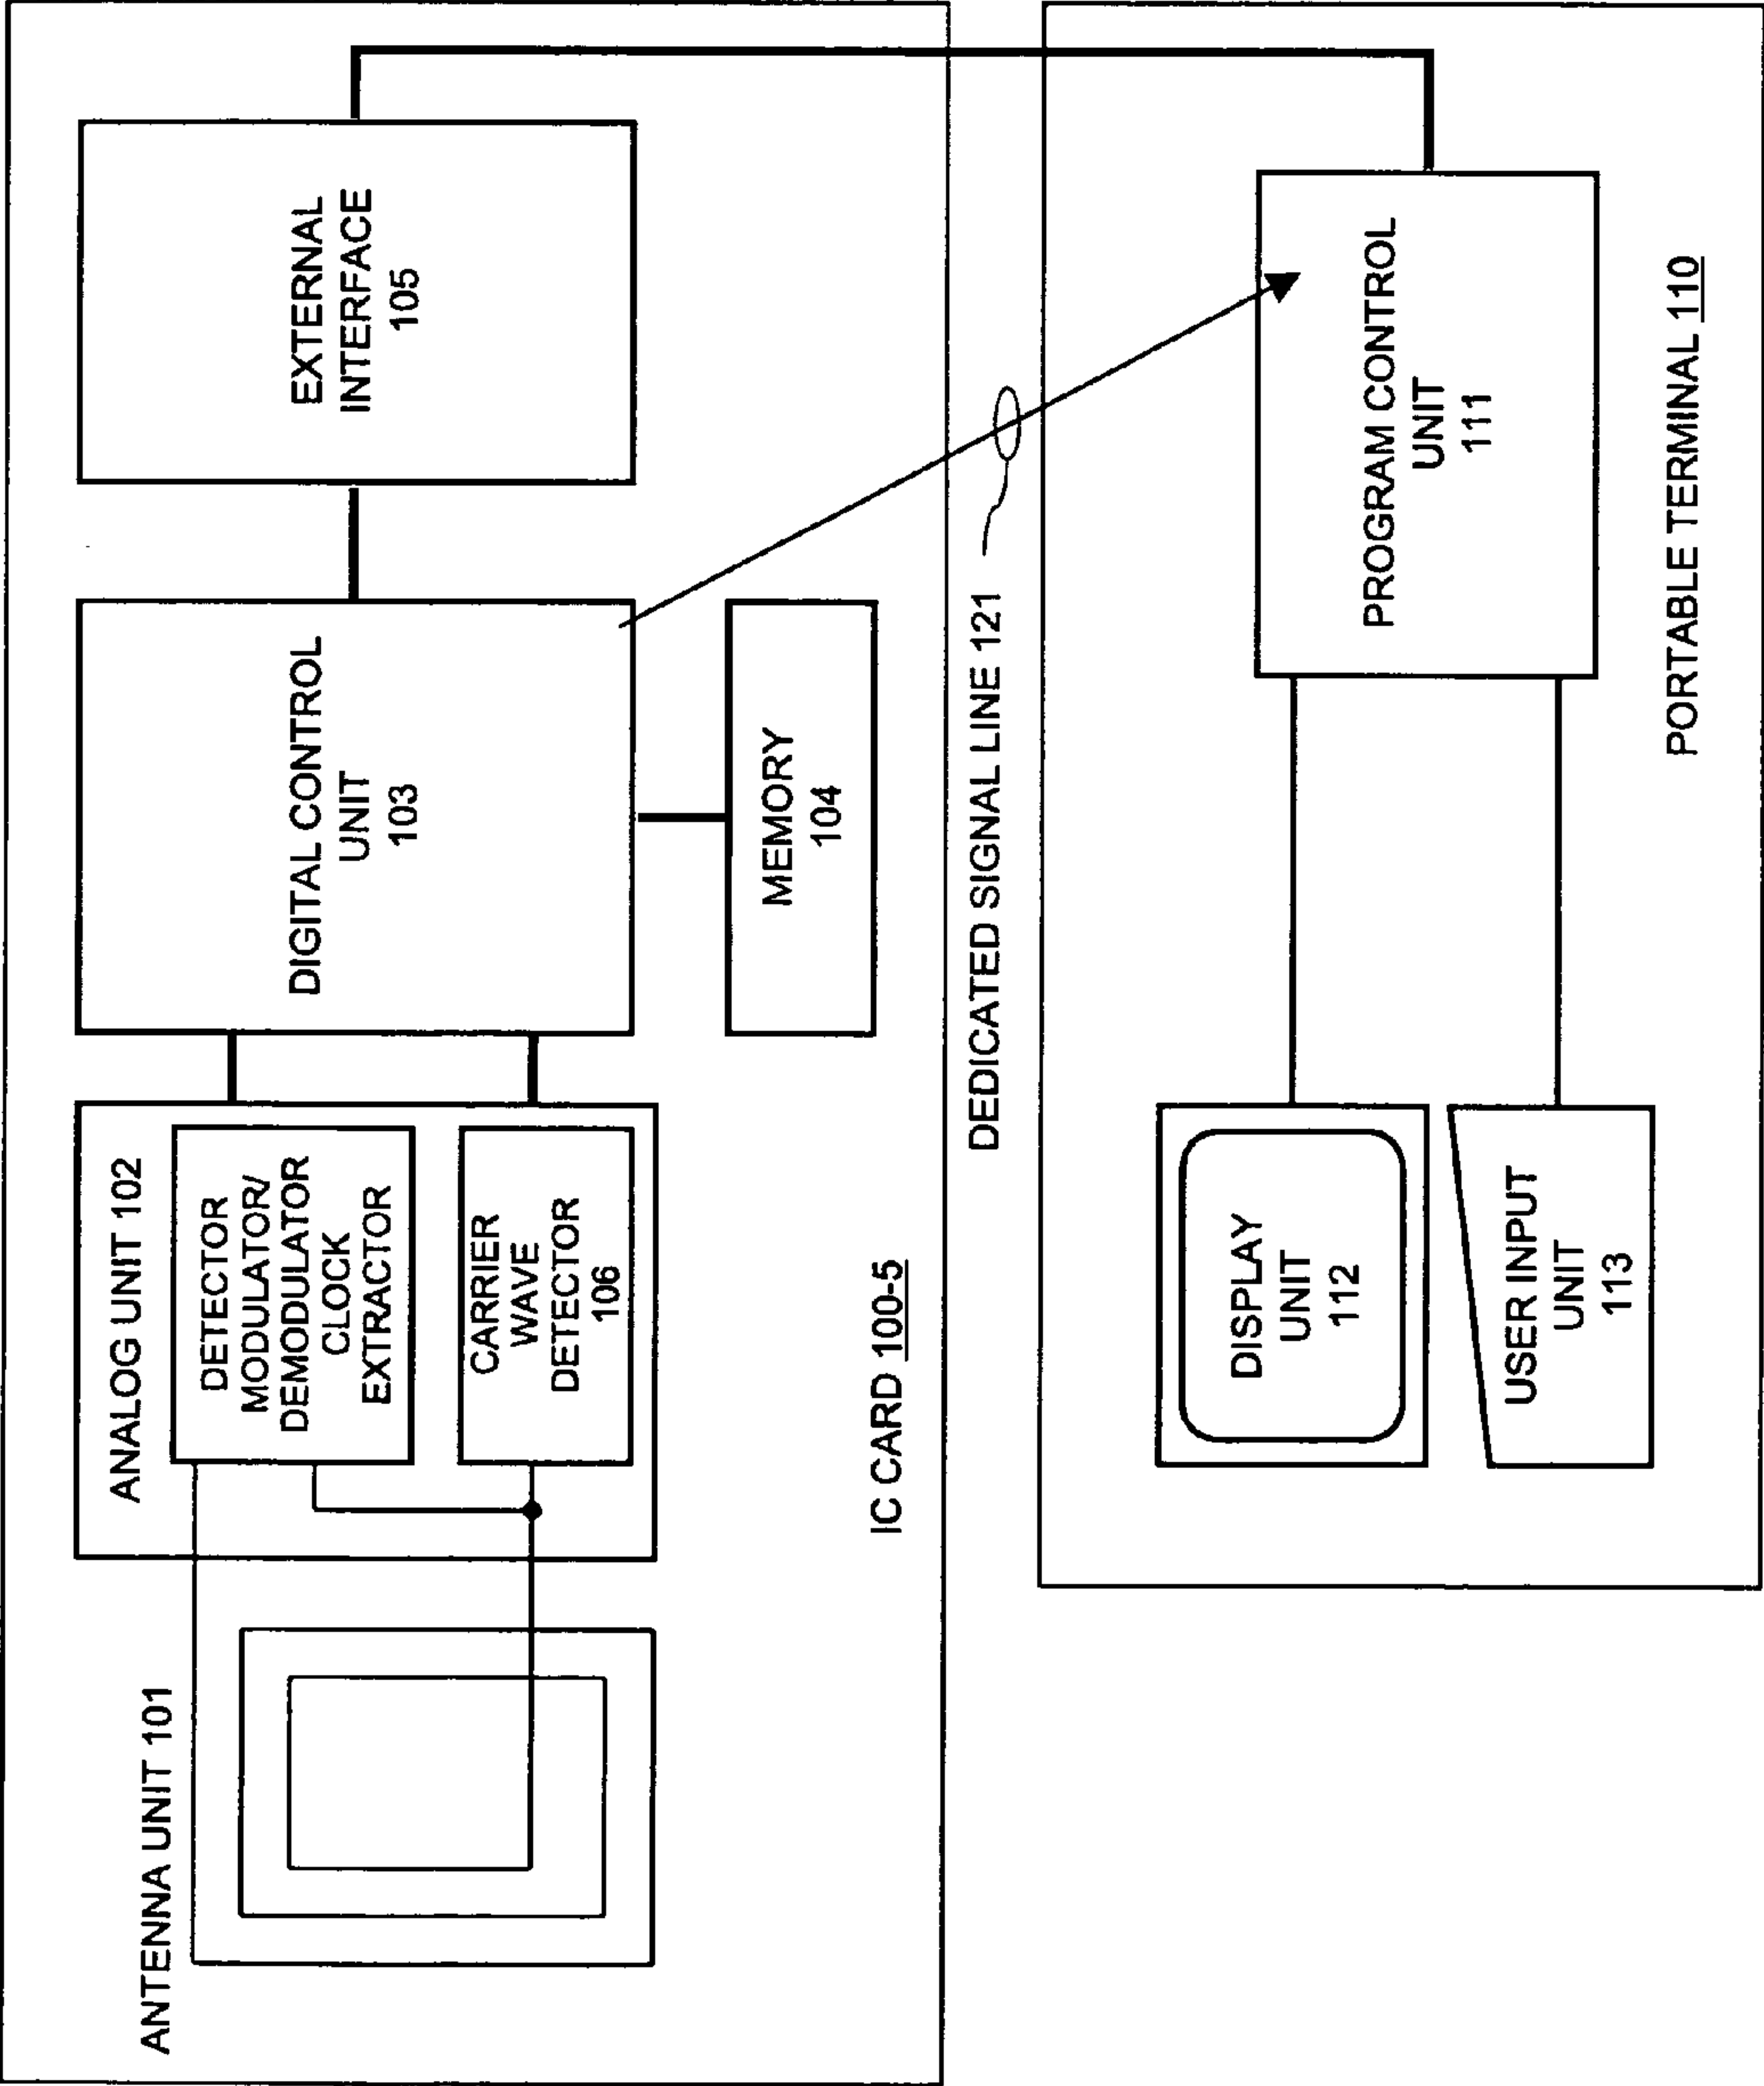 ANTENNA UNIT 101
ANALOG UNIT 102
DETECTOR
MODULATOR/
DEMODULATOR
CLOCK
EXTRACTOR
CARRIER
WAVE
DETECTOR
106
DIGITAL CONTROL
UNIT
103
MEMORY
104
EXTERNAL
INTERFACE
105
IC CARD 100-5
DEDICATED SIGNAL LINE 121
DISPLAY
UNIT
112
USER INPUT
UNIT
113
PROGRAM CONTROL
UNIT
111
PORTABLE TERMINAL 110